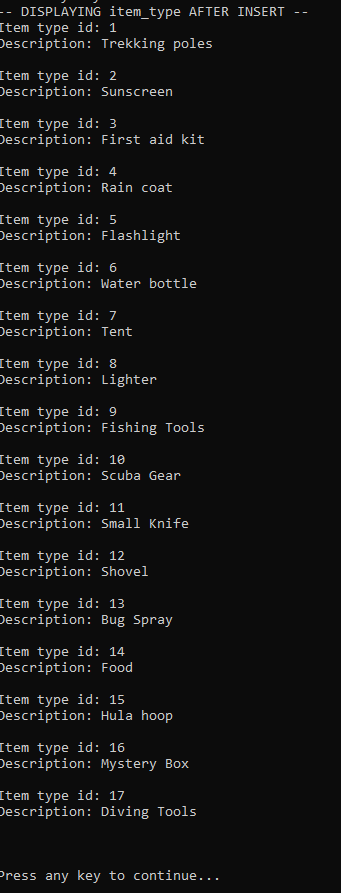 -- DISPLAYING item_type AFTER INSERT --
Item type id: 1
Description: Trekking poles
Item type id: 2
Description: Sunscreen
Item type id: 3
Description: First aid kit
Item type id: 4
Description: Rain coat
Item type id: 5
Description: Flashlight
Item type id: 6
Description: Water bottle
Item type id: 7
Description: Tent
Item type id: 8
Description: Lighter
Item type id: 9
Description: Fishing Tools
Item type id: 10
Description: Scuba Gear
Item type id: 11
Description: Small Knife
Item type id: 12
Description: Shovel
Item type id: 13
Description: Bug Spray
Item type id: 14
Description: Food
Item type id: 15
Description: Hula hoop
Item type id: 16
Description: Mystery Box
Item type id: 17
Description: Diving Tools
Press any key to continue...